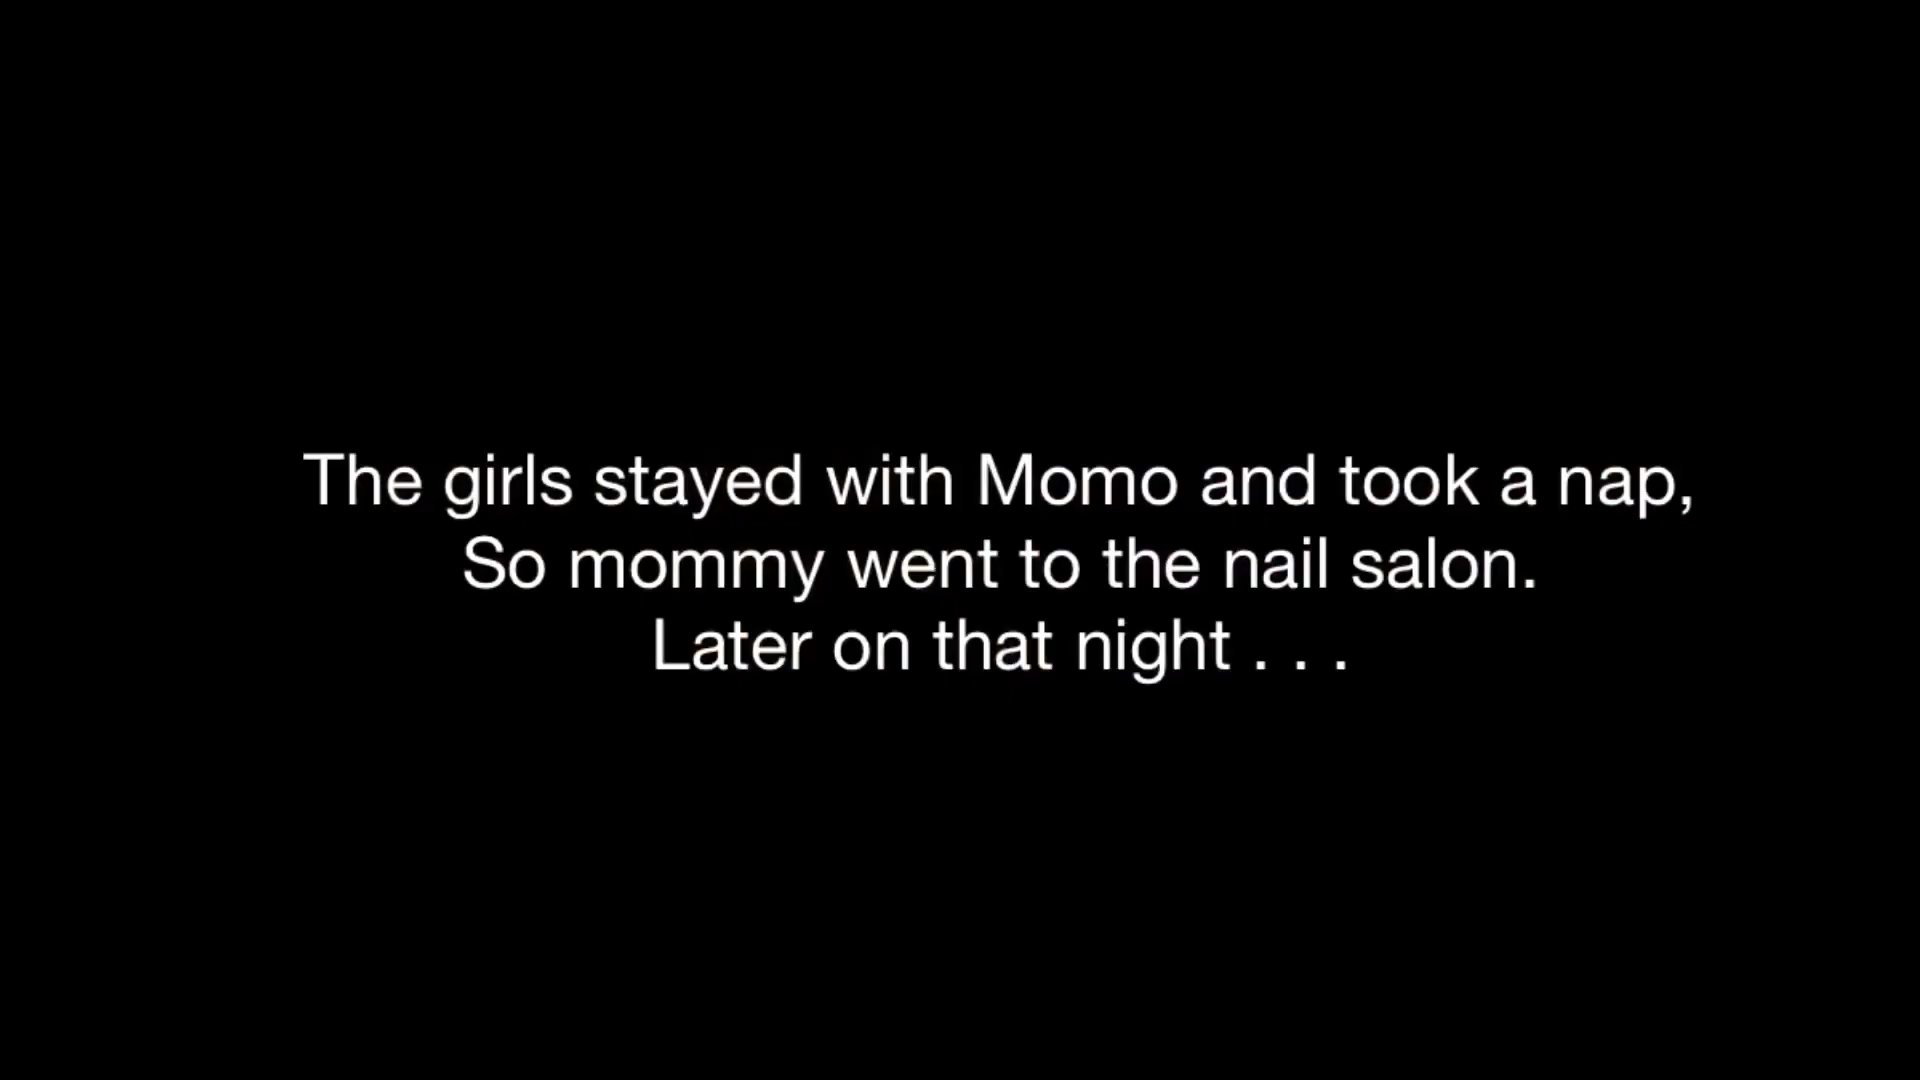 The girls stayed with Momo and took a nap,
So mommy went to the nail salon.
Later on that night . . .